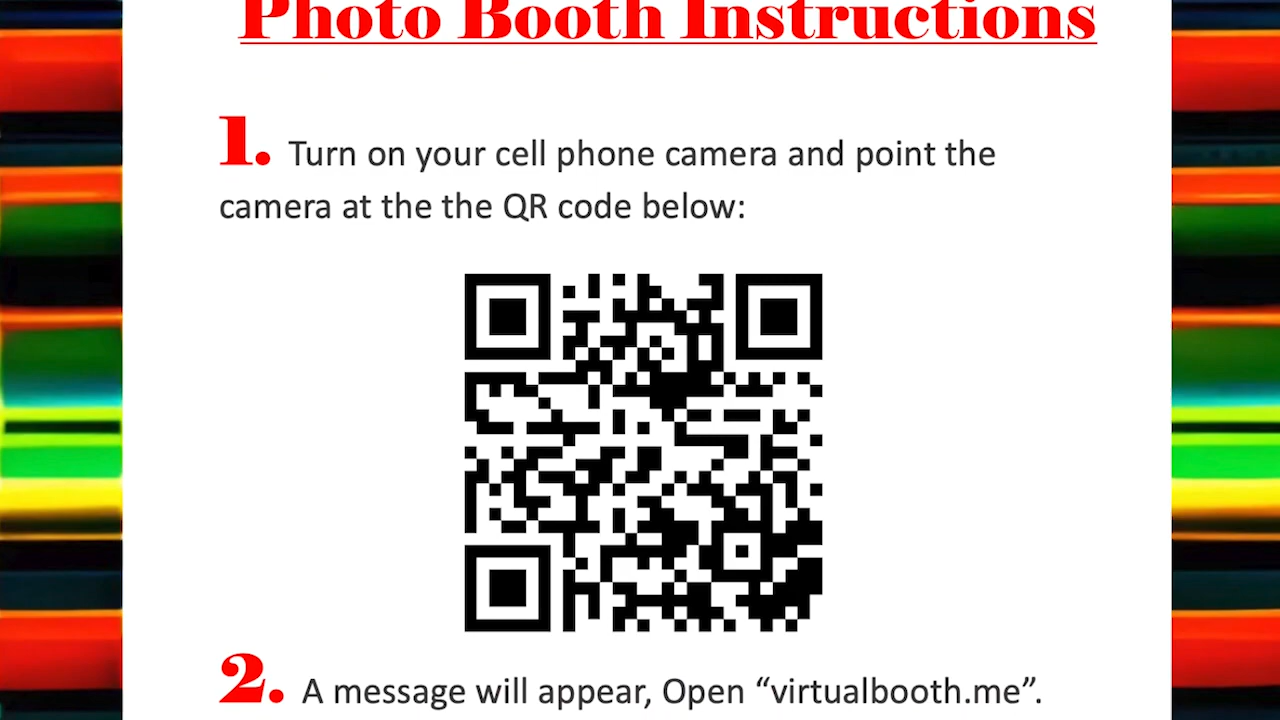 Photo Booth Instructions
1. Turn on your cell phone camera and point the
camera at the the QR code below:
2. A message will appear, Open “virtualbooth.me”.